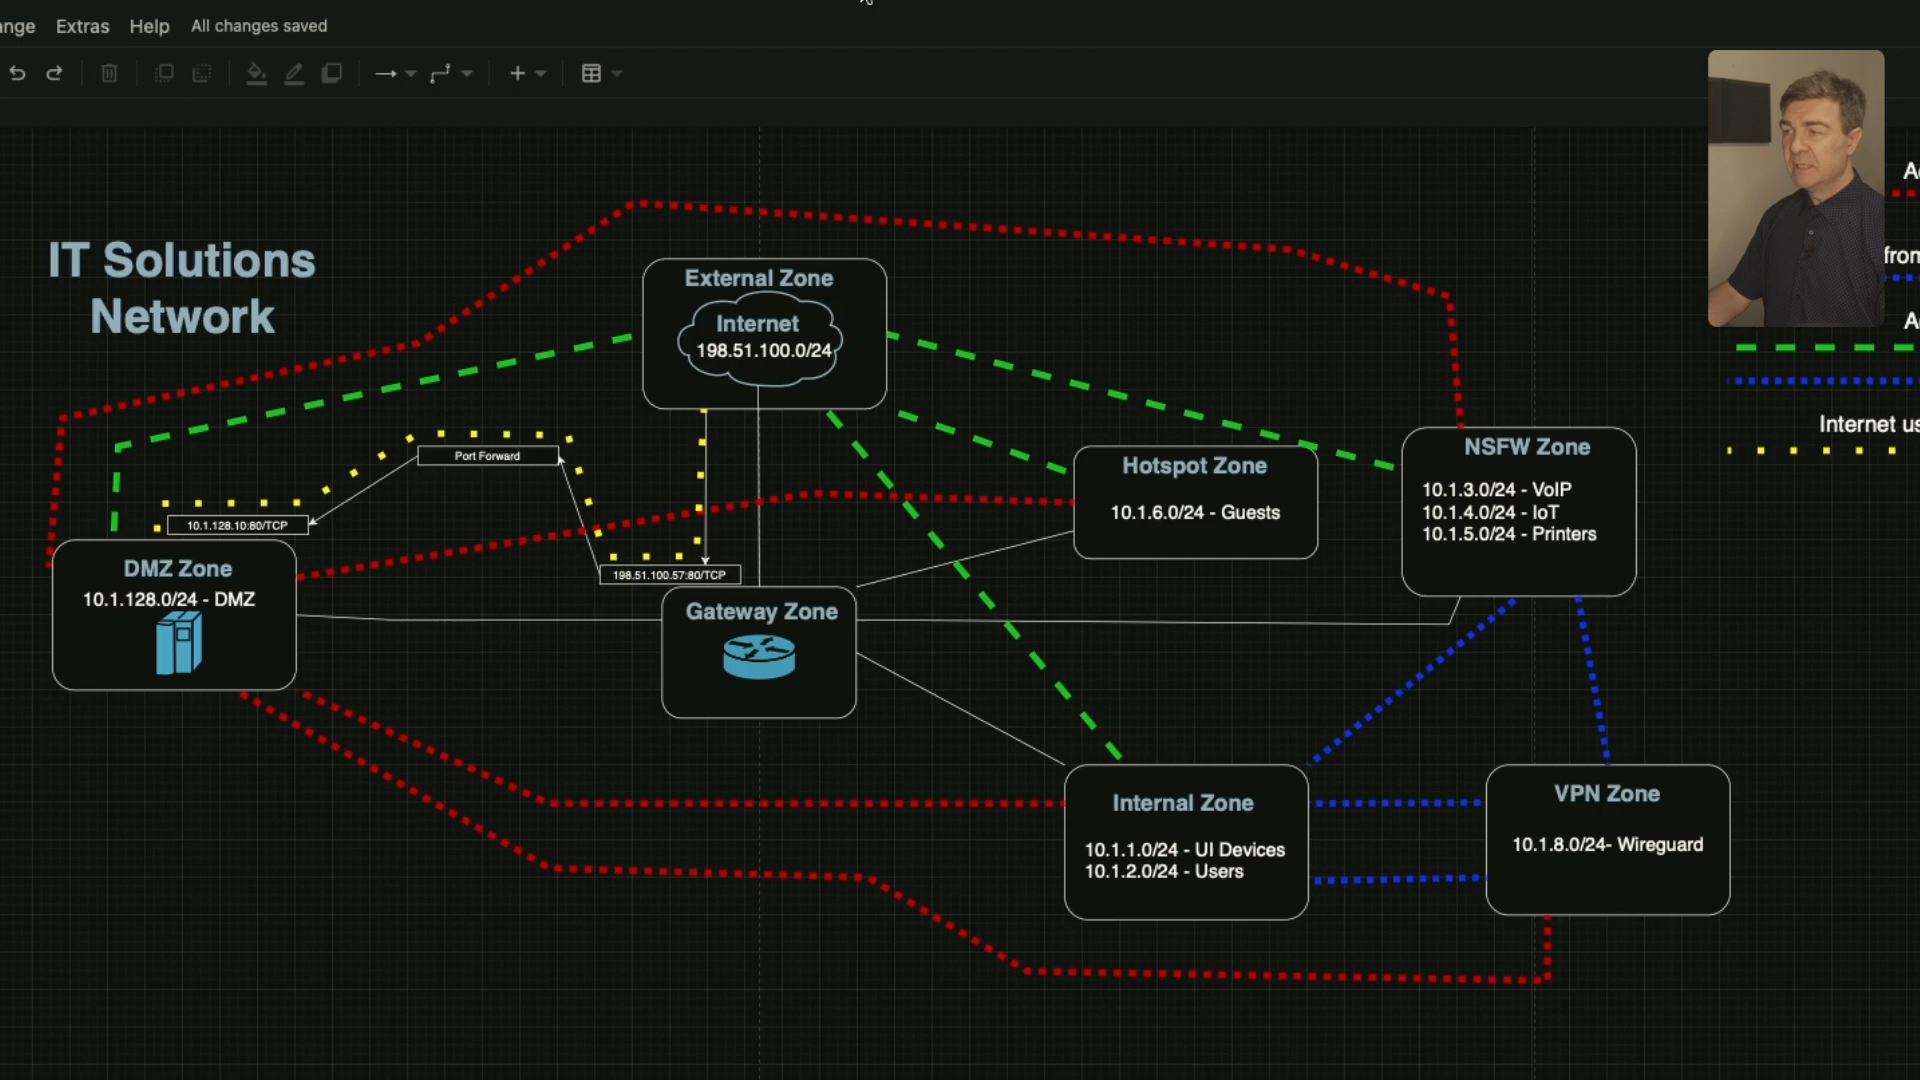 Extras Help All changes saved
IT Solutions
Network
External Zone
Internet
198.51.100.0/24
Internet
Port Forward
10.1.128.10:80/TCP
198.51.100.57:80/TCP
Hotspot Zone
10.1.6.0/24 - Guests
NSFW Zone
10.1.3.0/24 - VoIP
10.1.4.0/24 - IoT
10.1.5.0/24 - Printers
DMZ Zone
10.1.128.0/24 - DMZ
Gateway Zone
Internal Zone
10.1.1.0/24 - UI Devices
10.1.2.0/24 - Users
VPN Zone
10.1.8.0/24- Wireguard